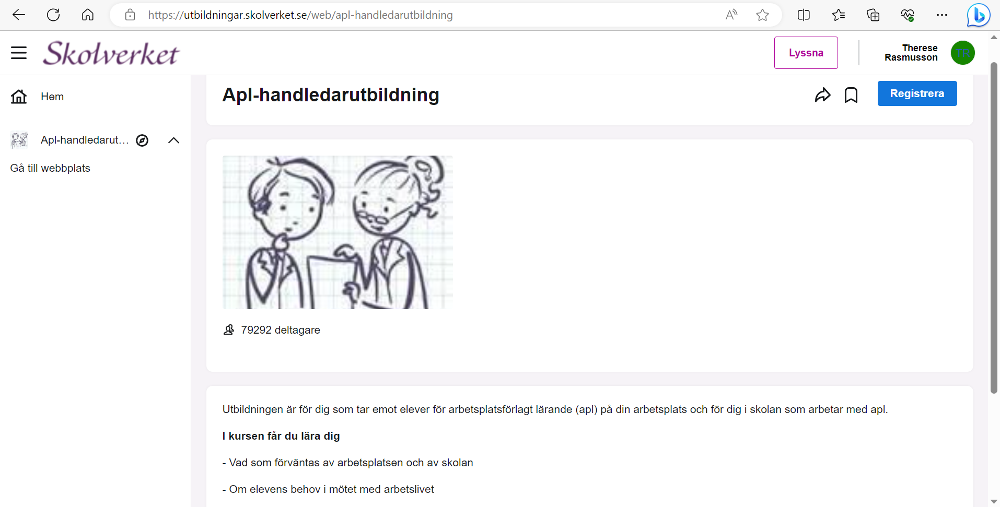 https://utbildningar.skolverket.se/web/apl-handledarutbildning
Skolverket
Lyssna
Therese
Rasmusson
TR
Hem
Apl-handledarut...
Gå till webbplats
Apl-handledarutbildning
Registrera
79292 deltagare
Utbildningen är för dig som tar emot elever för arbetsplatsförlagt lärande (apl) på din arbetsplats och för dig i skolan som arbetar med apl.
I kursen får du lära dig
- Vad som förväntas av arbetsplatsen och av skolan
- Om elevens behov i mötet med arbetslivet